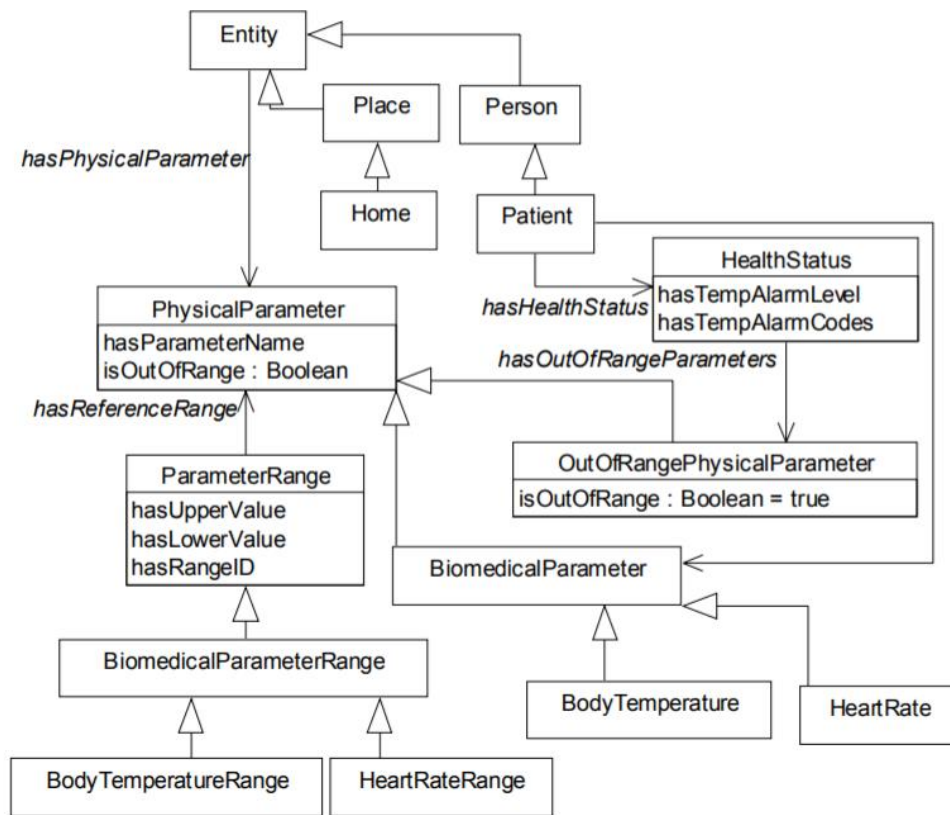 Entity
Place
Person
hasPhysicalParameter
Home
Patient
HealthStatus
hasTempAlarmLevel
hasTempAlarmCodes
hasHealthStatus
PhysicalParameter
hasParameterName
isOutOfRange : Boolean
hasOutOfRangeParameters
hasReferenceRange
ParameterRange
hasUpperValue
hasLowerValue
hasRangeID
OutOfRangePhysicalParameter
isOutOfRange : Boolean = true
BiomedicalParameter
BiomedicalParameterRange
BodyTemperature
HeartRate
BodyTemperatureRange
HeartRateRange